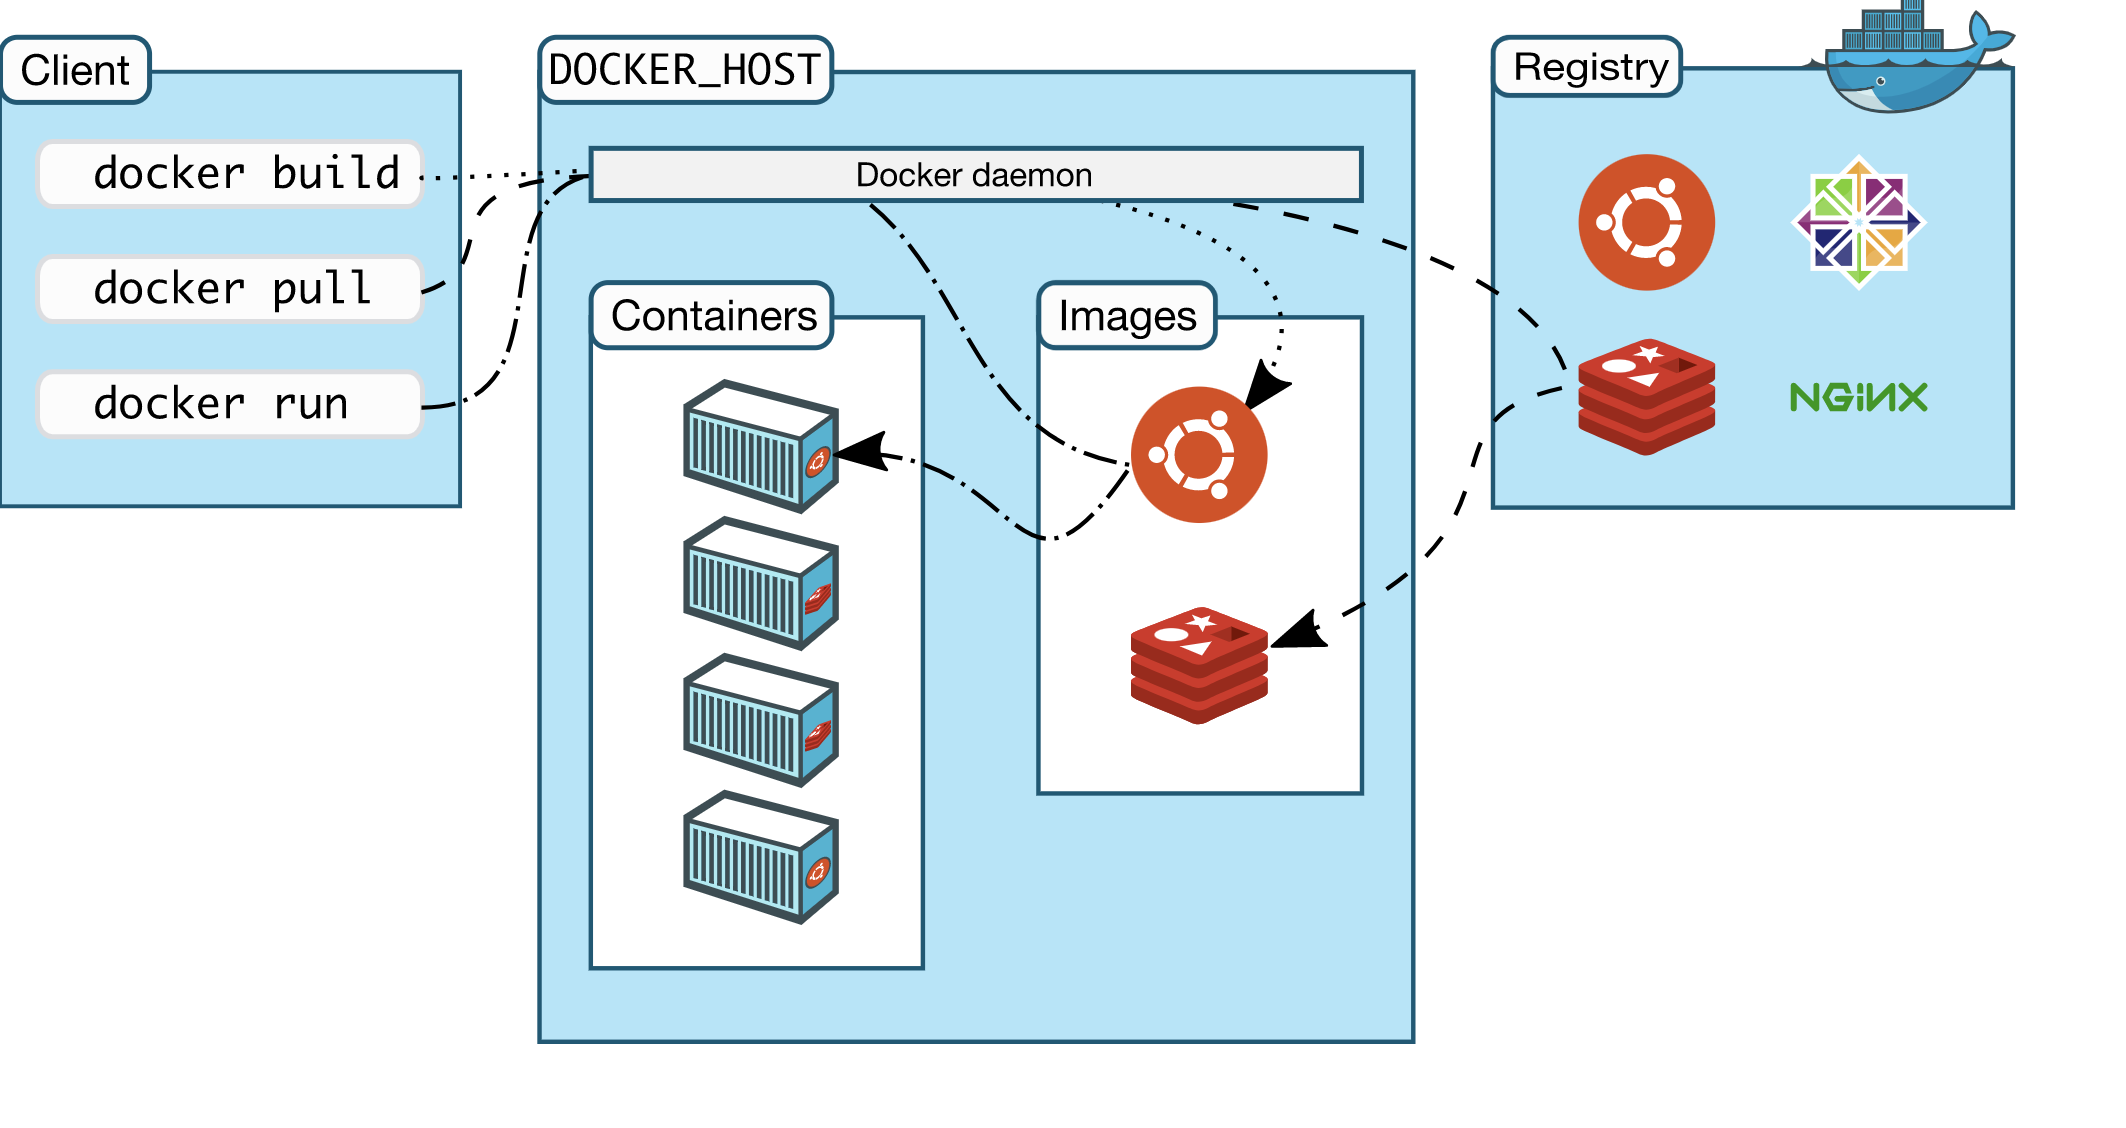 Client
docker build
docker pull
docker run
DOCKER_HOST
Docker daemon
Containers
Images
Registry
NGINX